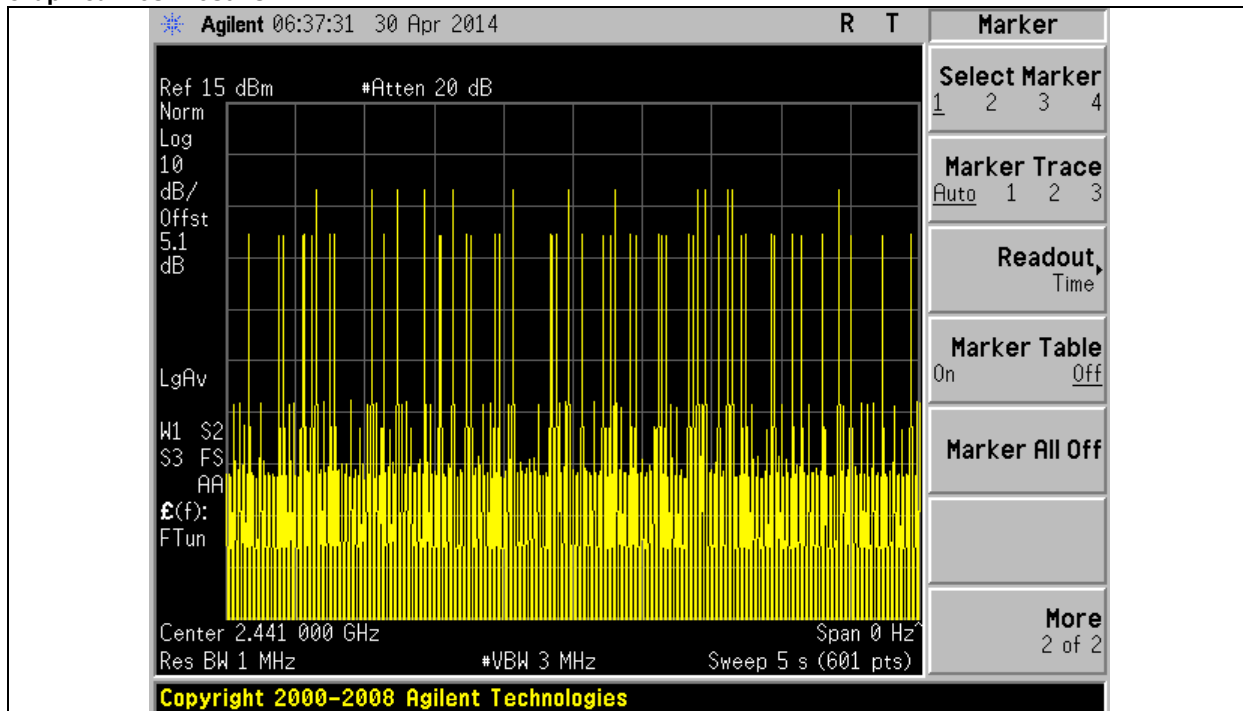 Agilent 06:37:31 30 Apr 2014 R T
Ref 15 dBm #Atten 20 dB
Norm
Log
10
dB/
Offst
5.1
dB
LgAv
W1 S2
S3 FS
AA
£(f):
FTun
Center 2.441 000 GHz Span 0 Hz^
Res BW 1 MHz #VBW 3 MHz Sweep 5 s (601 pts)
Copyright 2000-2008 Agilent Technologies
Marker
Select Marker
1 2 3 4
Marker Trace
Auto 1 2 3
Readout
Time
Marker Table
On Off
Marker All Off
More
2 of 2